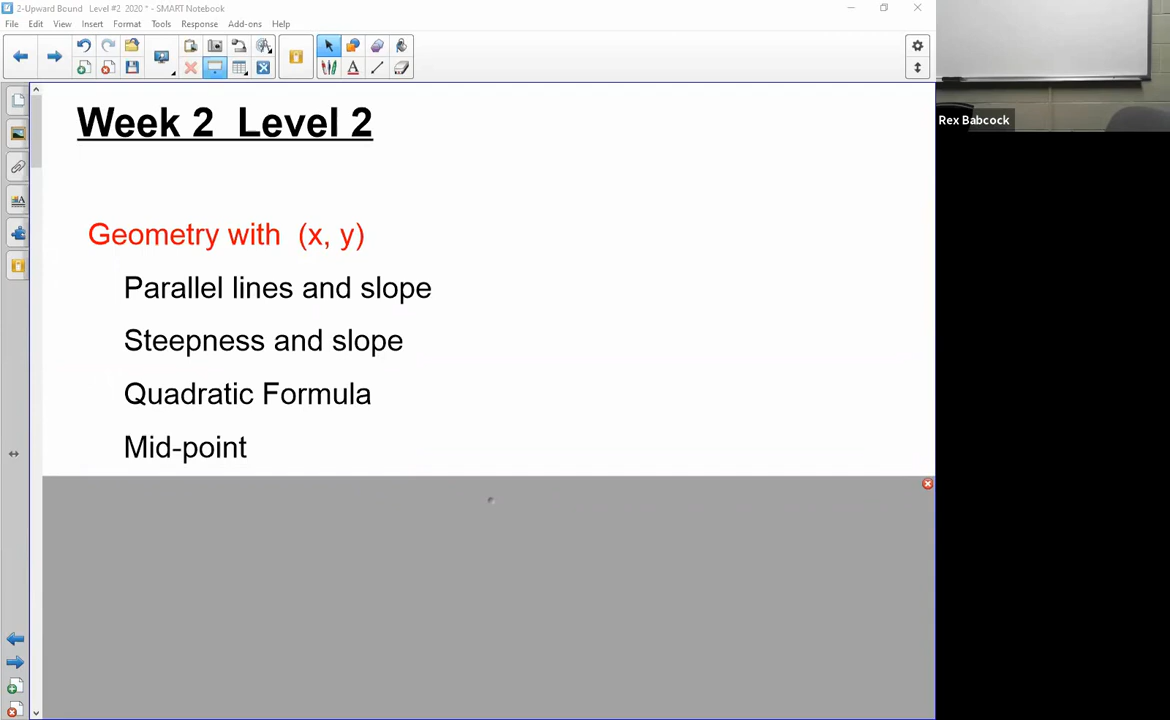 2-Upward Bound Level #2 2020 * - SMART Notebook
File Edit View Insert Format Tools Response Add-ons Help
Week 2 Level 2
Rex Babcock
Geometry with (x, y)
Parallel lines and slope
Steepness and slope
Quadratic Formula
Mid-point